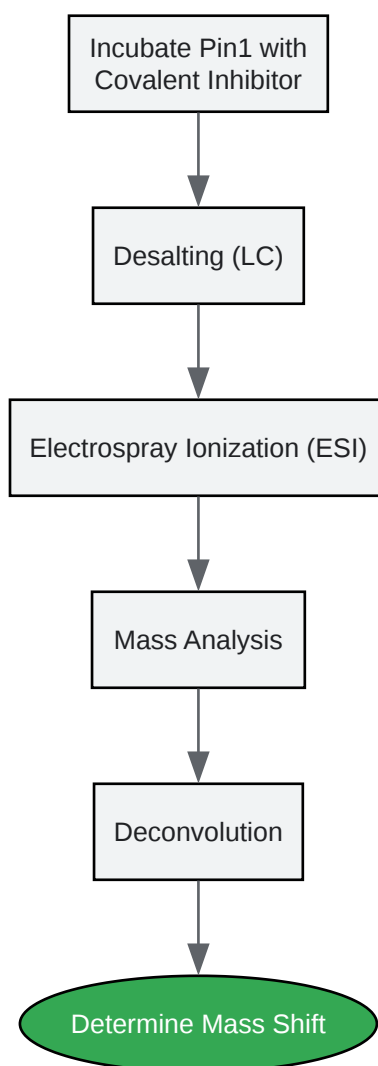 Incubate Pin1 with
Covalent Inhibitor
Desalting (LC)
Electrospray Ionization (ESI)
Mass Analysis
Deconvolution
Determine Mass Shift